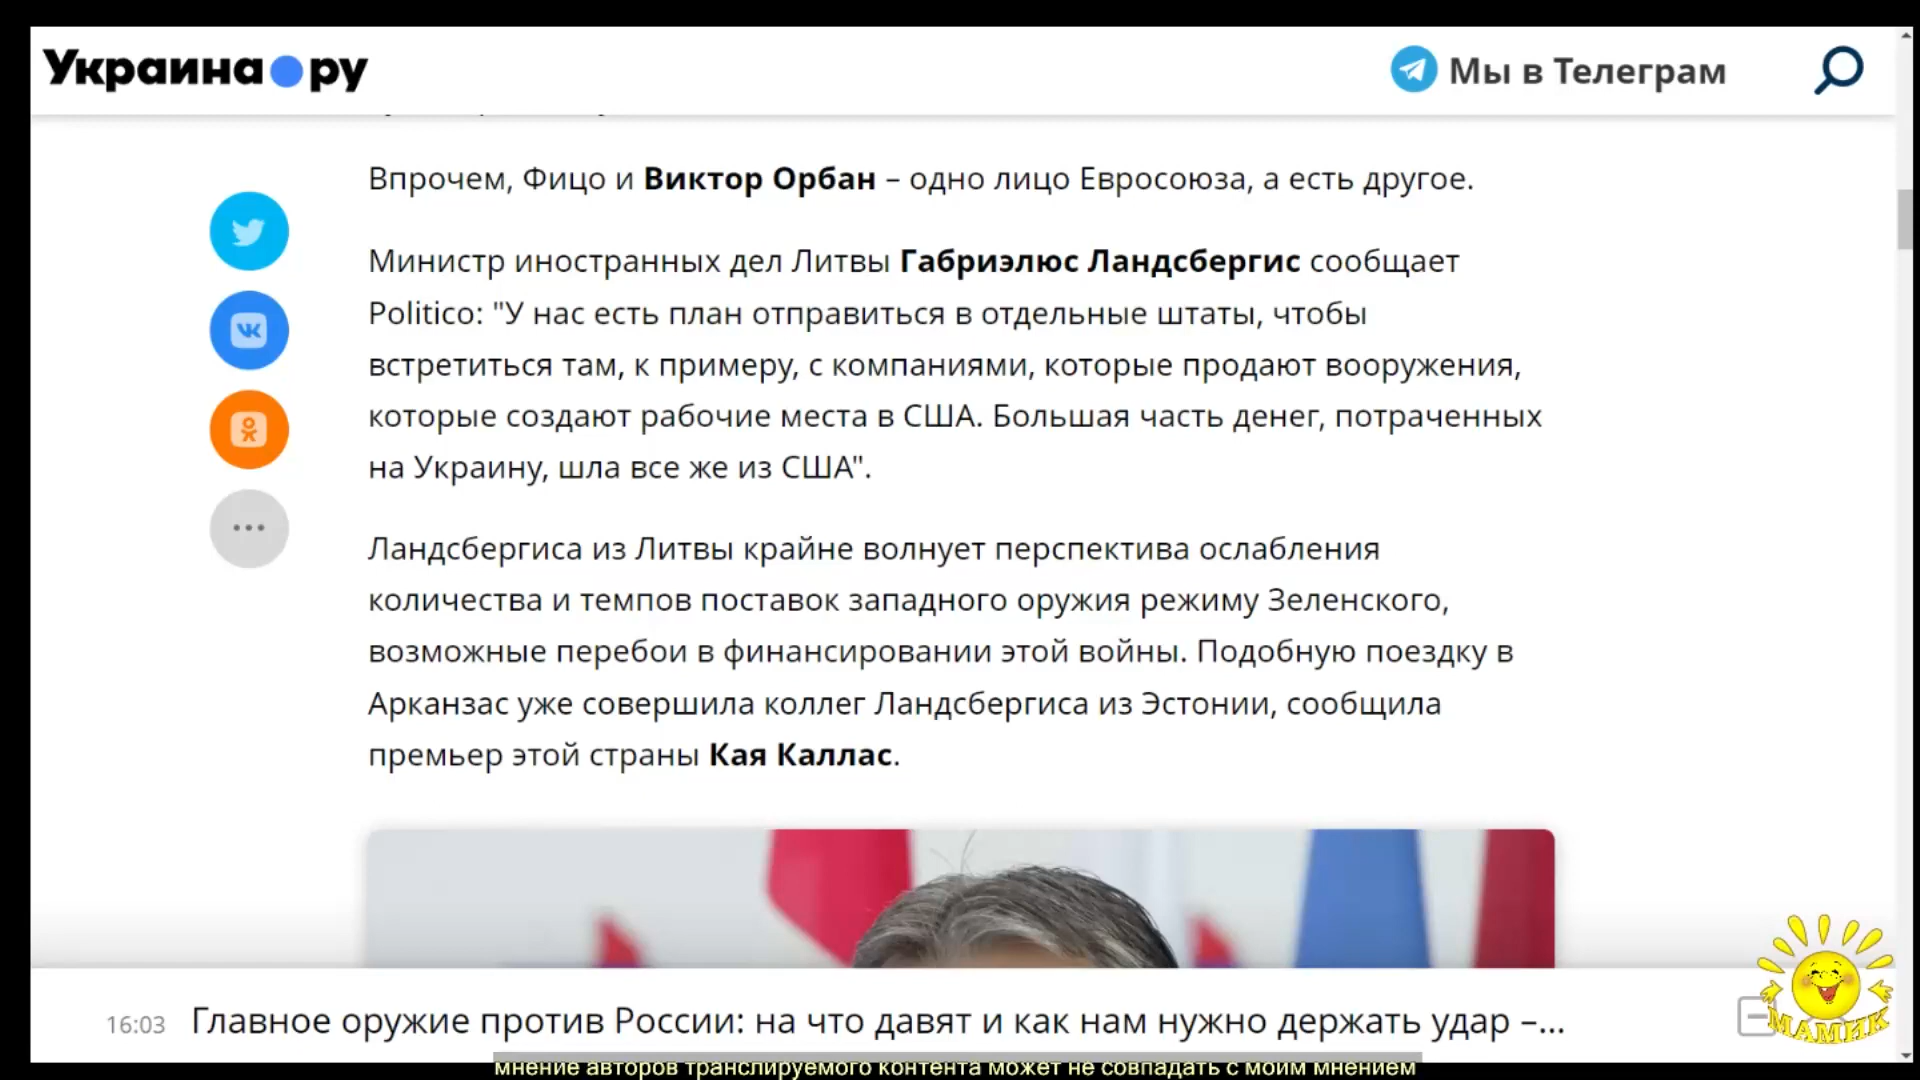 Украина ру
Мы в Телеграм
Впрочем, Фицо и Виктор Орбан – одно лицо Евросоюза, а есть другое.
Министр иностранных дел Литвы Габриэлюс Ландсбергис сообщает
Politico: "У нас есть план отправиться в отдельные штаты, чтобы
встретиться там, к примеру, с компаниями, которые продают вооружения,
которые создают рабочие места в США. Большая часть денег, потраченных
на Украину, шла все же из США".
Ландсбергиса из Литвы крайне волнует перспектива ослабления
количества и темпов поставок западного оружия режиму Зеленского,
возможные перебои в финансировании этой войны. Подобную поездку в
Арканзас уже совершила коллег Ландсбергиса из Эстонии, сообщила
премьер этой страны Кая Каллас.
16:03 Главное оружие против России: на что давят и как нам нужно держать удар –...
МАМИК
мнение авторов транслируемого контента может не совпадать с моим мнением